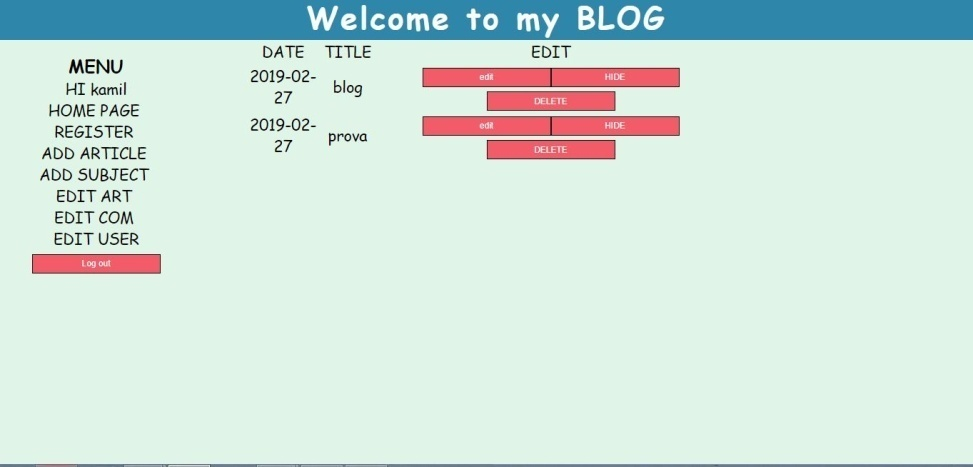 Welcome to my BLOG
MENU
HI kamil
HOME PAGE
REGISTER
ADD ARTICLE
ADD SUBJECT
EDIT ART
EDIT COM
EDIT USER
Log out
DATE TITLE EDIT
2019-02-
27
blog
edit HIDE
DELETE
2019-02-
27
prova
edit HIDE
DELETE